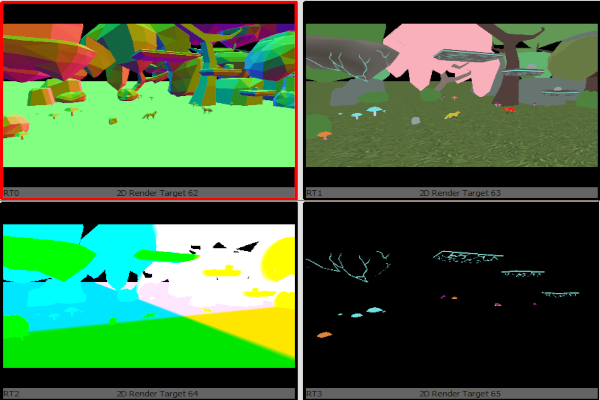 RT0 2D Render Target 62
RT1 2D Render Target 63
RT2 2D Render Target 64
RT3 2D Render Target 65